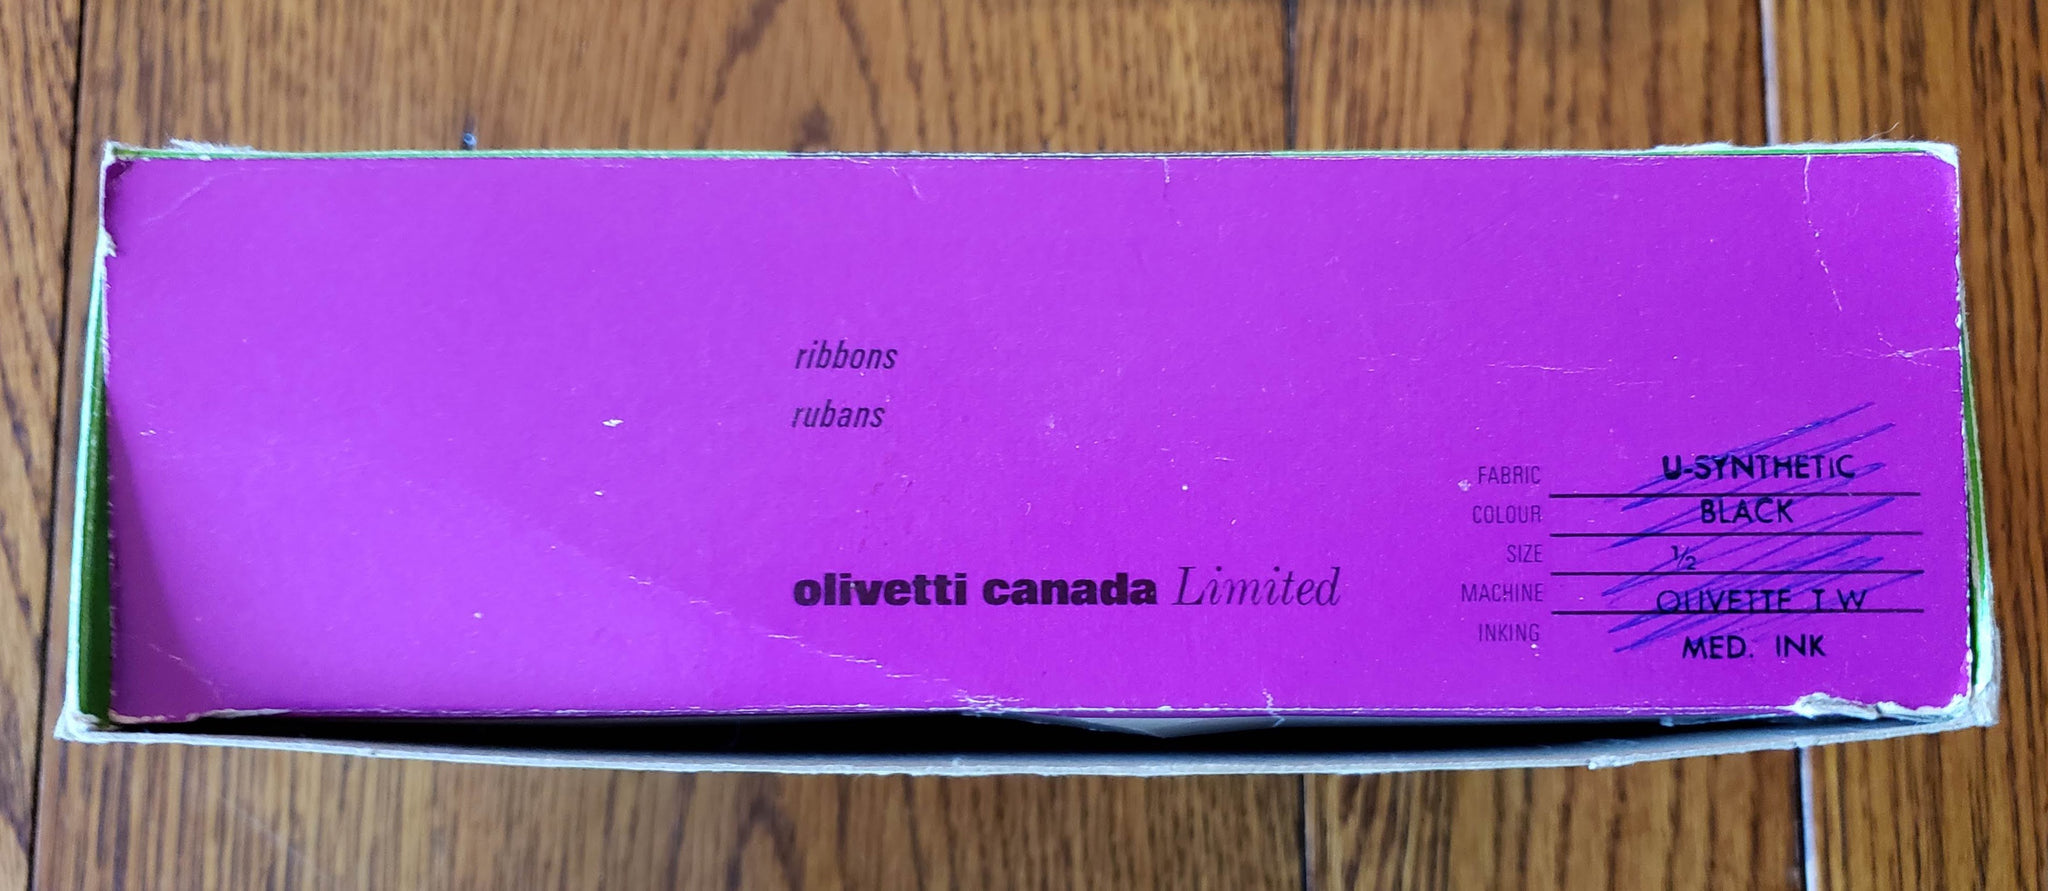 ribbons
rubans
olivetti canada Limited
FABRIC U-SYNTHETIC
COLOUR BLACK
SIZE 1/2
MACHINE OLIVETTE T W
INKING MED. INK